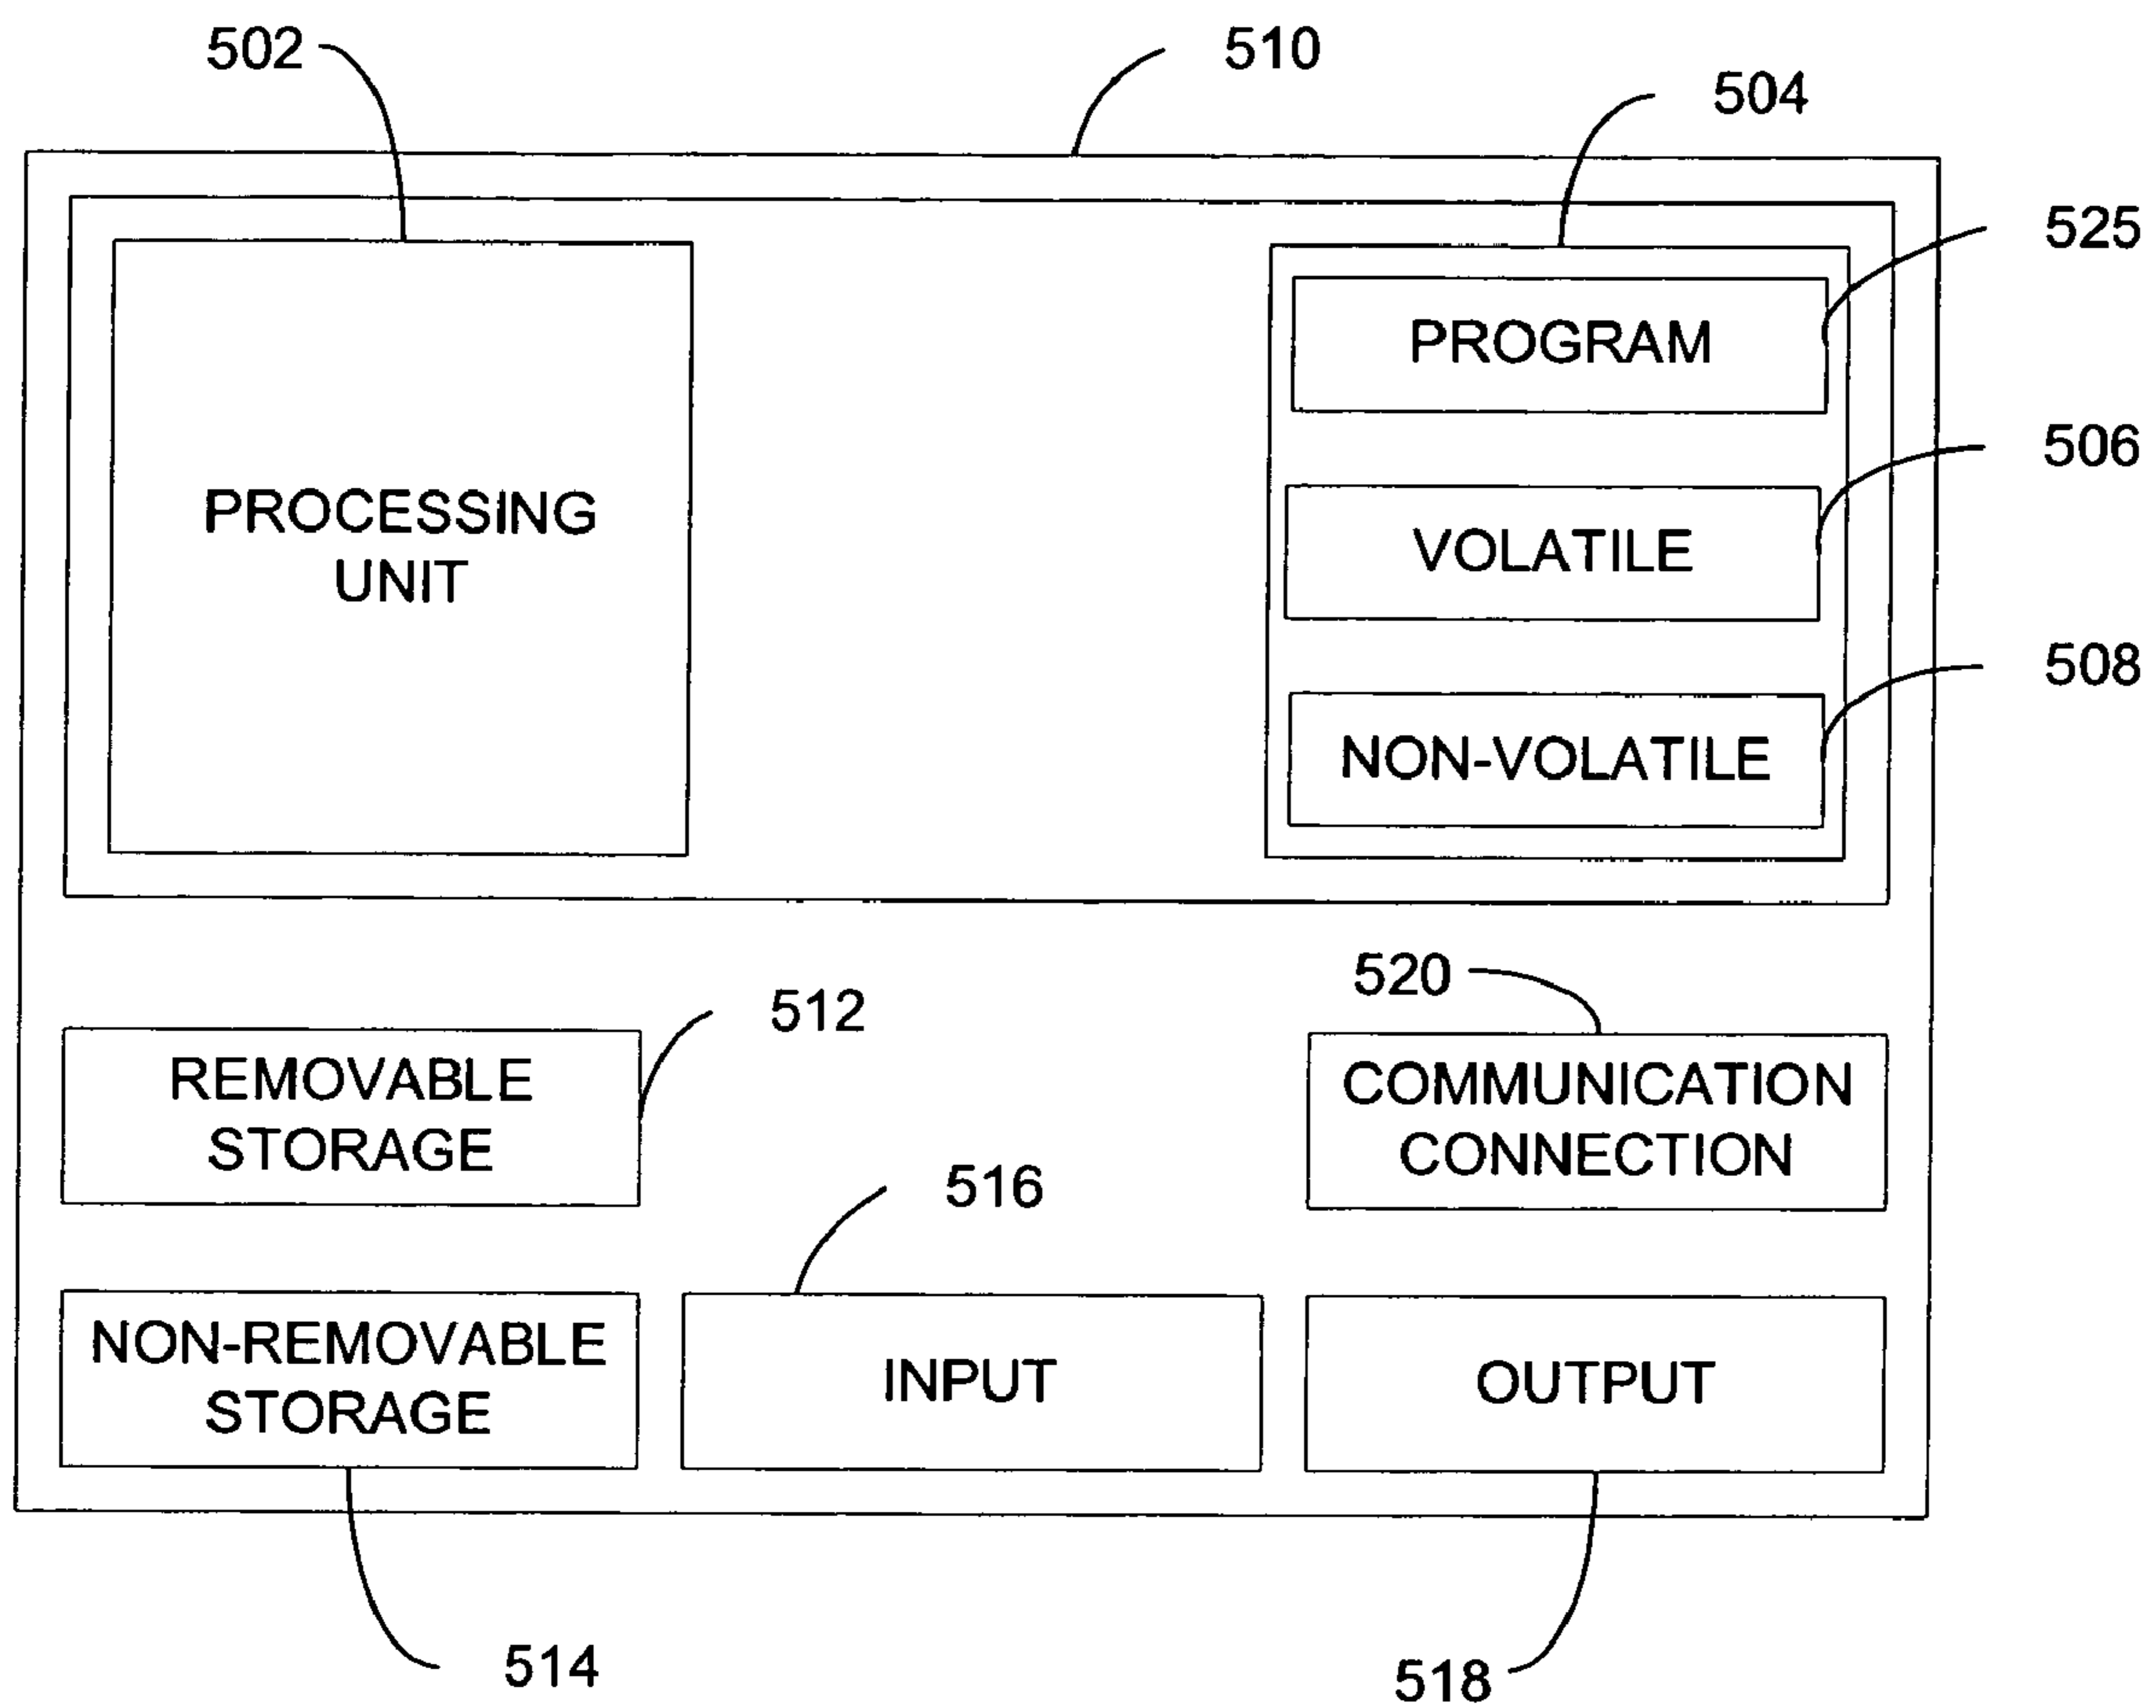 502
510
504
525
PROGRAM
506
PROCESSING
UNIT
VOLATILE
508
NON-VOLATILE
520
512
REMOVABLE
STORAGE
COMMUNICATION
CONNECTION
516
NON-REMOVABLE
STORAGE
INPUT
OUTPUT
514
518